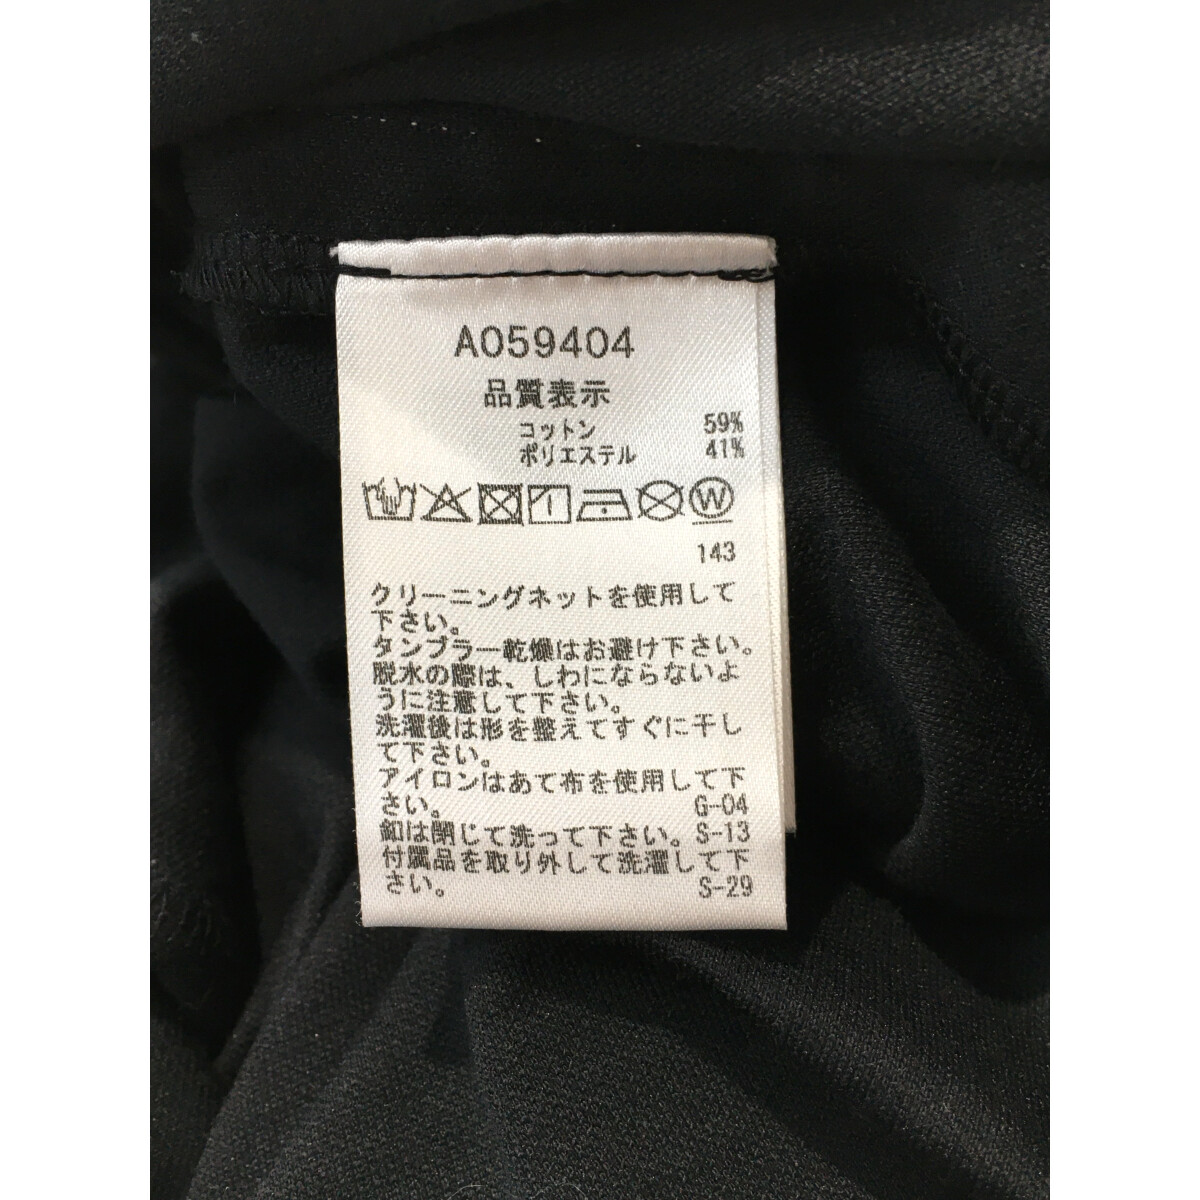 A059404
品質表示
コットン 59%
ポリエステル 41%
W
143
クリーニングネットを使用して
下さい。
タンブラー乾燥はお避け下さい。
脱水の際は、しわにならないよ
うに注意して下さい。
洗濯後は形を整えてすぐに干し
て下さい。
アイロンはあて布を使用して下
さい。 G-04
釦は閉じて洗って下さい。S-13
付属品を取り外して洗濯して下
さい。 S-29